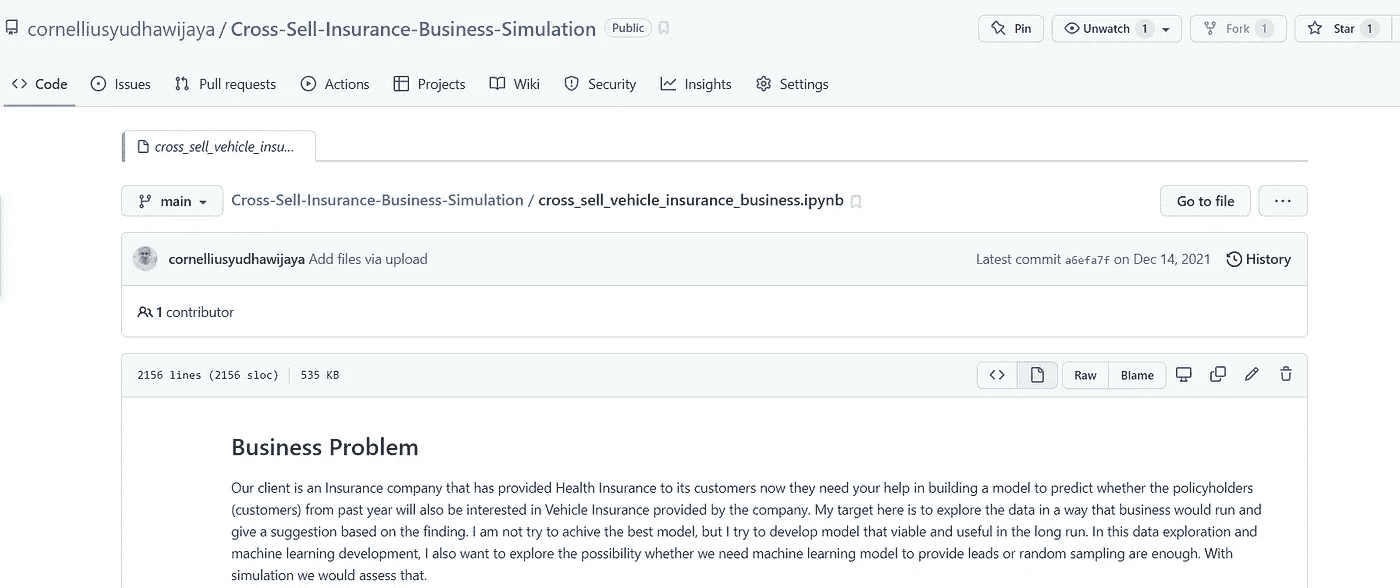 cornelliusyudhawijaya / Cross-Sell-Insurance-Business-Simulation Public Pin Unwatch 1 Fork 1 Star 1
Code Issues Pull requests Actions Projects Wiki Security Insights Settings
cross_sell_vehicle_insu...
main Cross-Sell-Insurance-Business-Simulation / cross_sell_vehicle_insurance_business.ipynb Go to file ...
cornelliusyudhawijaya Add files via upload Latest commit a6efa7f on Dec 14, 2021 History
1 contributor
2156 lines (2156 sloc) 535 KB Raw Blame
Business Problem
Our client is an Insurance company that has provided Health Insurance to its customers now they need your help in building a model to predict whether the policyholders
(customers) from past year will also be interested in Vehicle Insurance provided by the company. My target here is to explore the data in a way that business would run and
give a suggestion based on the finding. I am not try to achive the best model, but I try to develop model that viable and useful in the long run. In this data exploration and
machine learning development, I also want to explore the possibility whether we need machine learning model to provide leads or random sampling are enough. With
simulation we would assess that.